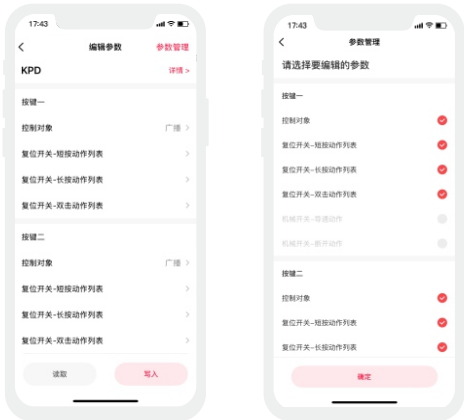 17:43
编辑参数
参数管理
KPD
详情 >
按键一
控制对象
广播 >
复位开关-短按动作列表 >
复位开关-长按动作列表 >
复位开关-双击动作列表 >
按键二
控制对象
广播 >
复位开关-短按动作列表 >
复位开关-长按动作列表 >
复位开关-双击动作列表 >
读取
写入
17:43
参数管理
请选择要编辑的参数
按键一
控制对象
复位开关-短按动作列表
复位开关-长按动作列表
复位开关-双击动作列表
机械开关-导通动作
机械开关-断开动作
按键二
控制对象
复位开关-短按动作列表
复位开关-长按动作列表
确定